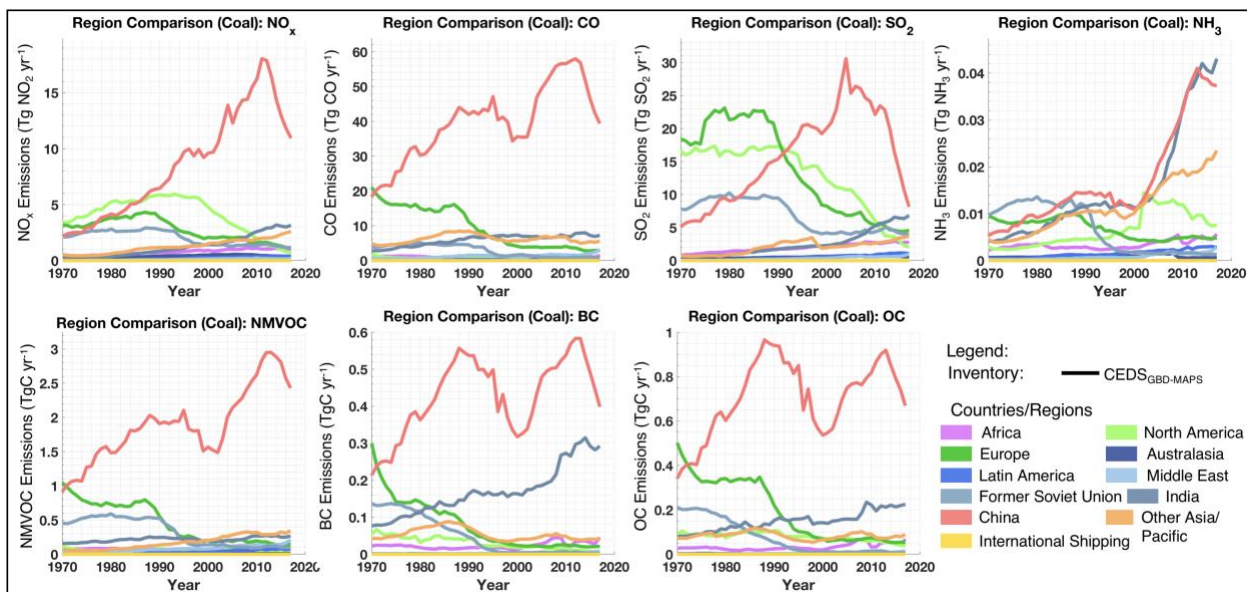 Region Comparison (Coal): NOx
NOx Emissions (Tg NO2 yr-1)
15
10
5
0
1970 1980 1990 2000 2010 2020
Year
Region Comparison (Coal): CO
CO Emissions (Tg CO yr-1)
60
50
40
30
20
10
0
1970 1980 1990 2000 2010 2020
Year
Region Comparison (Coal): SO2
SO2 Emissions (Tg SO2 yr-1)
30
25
20
15
10
5
0
1970 1980 1990 2000 2010 2020
Year
Region Comparison (Coal): NH3
NH3 Emissions (Tg NH3 yr-1)
0.04
0.03
0.02
0.01
0
1970 1980 1990 2000 2010 2020
Year
Region Comparison (Coal): NMVOC
NMVOC Emissions (TgC yr-1)
3
2.5
2
1.5
1
0.5
0
1970 1980 1990 2000 2010 202
Year
Region Comparison (Coal): BC
BC Emissions (TgC yr-1)
0.6
0.5
0.4
0.3
0.2
0.1
0
1970 1980 1990 2000 2010 2020
Year
Region Comparison (Coal): OC
OC Emissions (TgC yr-1)
1
0.8
0.6
0.4
0.2
0
1970 1980 1990 2000 2010 2020
Year
Legend:
Inventory: CEDSGBD-MAPS
Countries/Regions
Africa North America
Europe Australasia
Latin America Middle East
Former Soviet Union India
China Other Asia/
Pacific
International Shipping